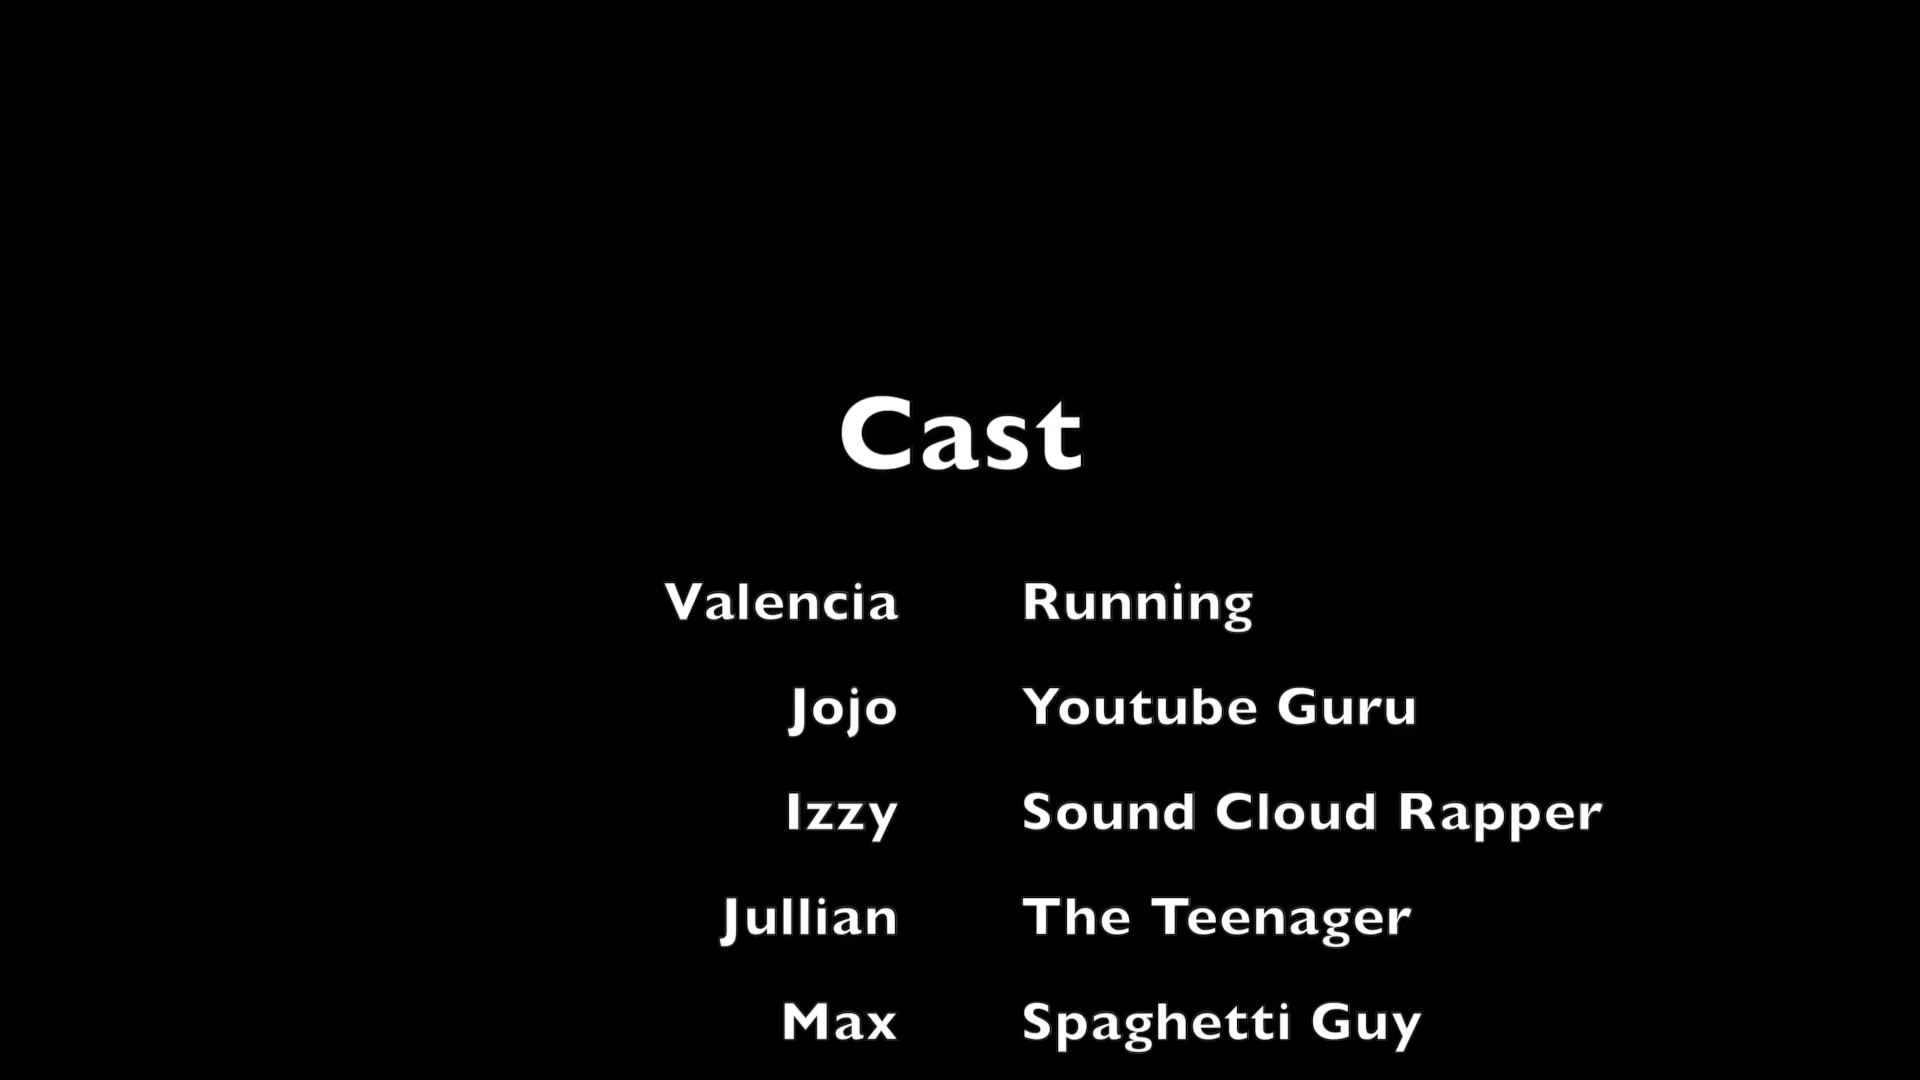 Cast
Valencia Running
Jojo Youtube Guru
Izzy Sound Cloud Rapper
Jullian The Teenager
Max Spaghetti Guy